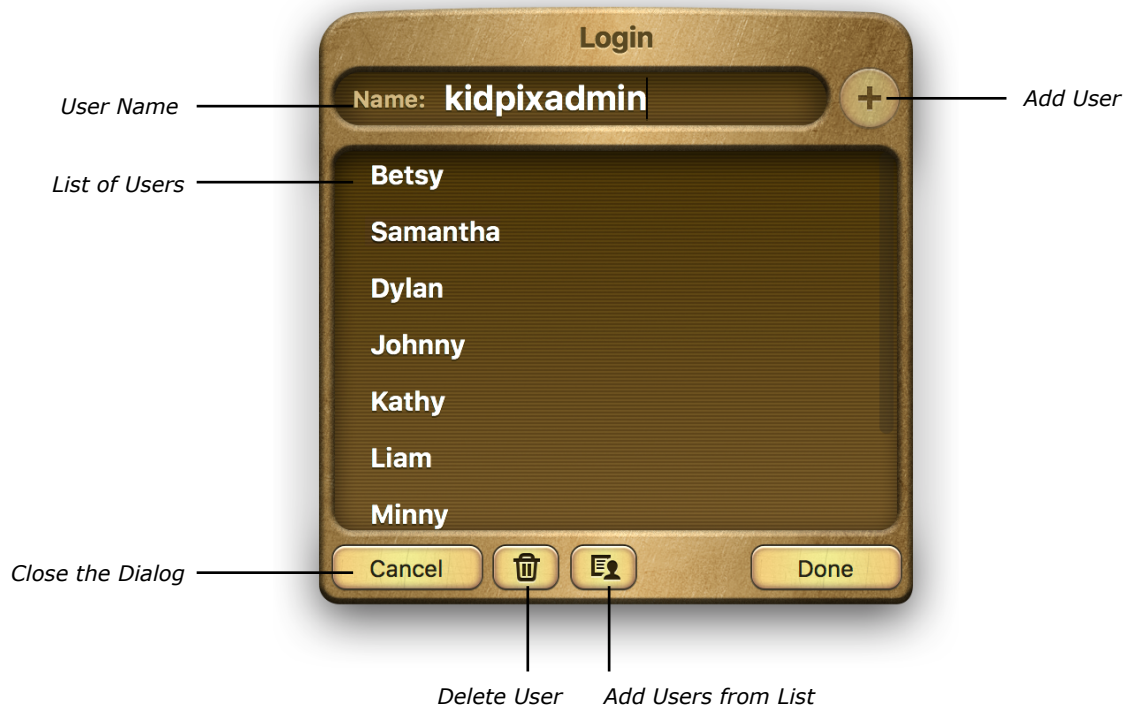 Login
User Name
Name: kidpixadmin
Add User
List of Users
Betsy
Samantha
Dylan
Johnny
Kathy
Liam
Minny
Close the Dialog
Cancel
Done
Delete User
Add Users from List